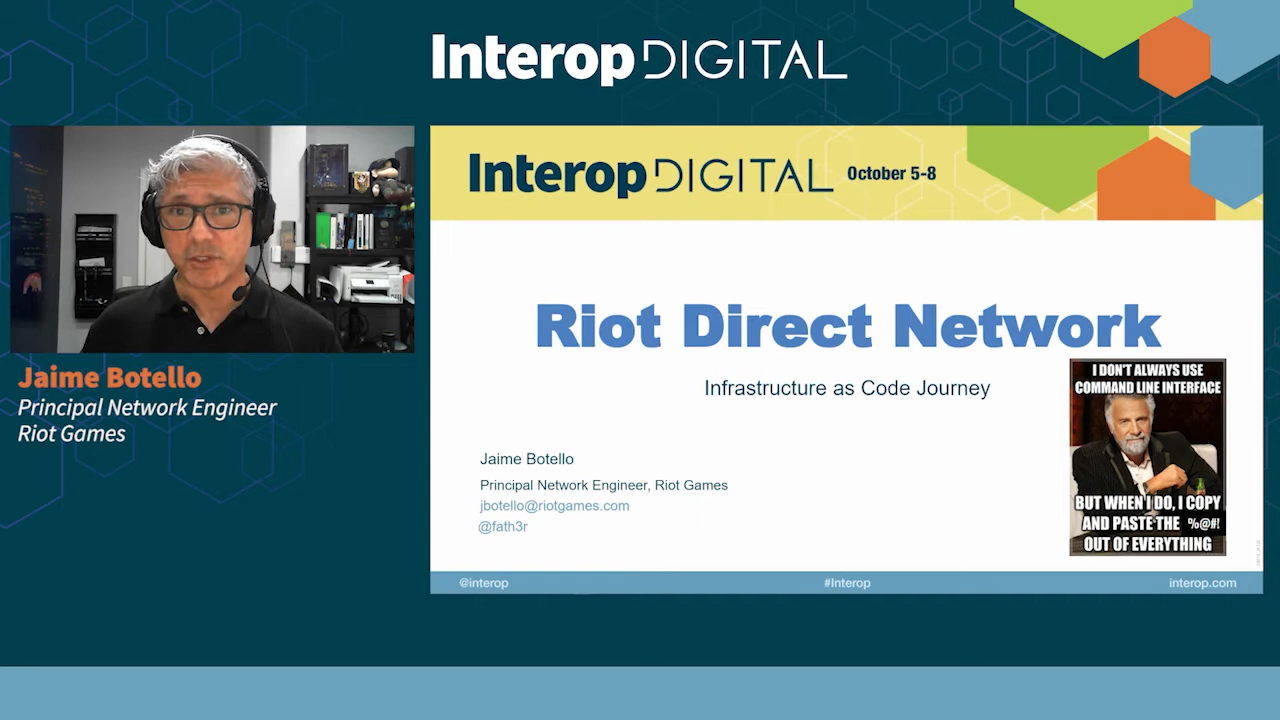 Interop DIGITAL
Interop DIGITAL October 5-8
Riot Direct Network
Infrastructure as Code Journey
I DON'T ALWAYS USE
COMMAND LINE INTERFACE
BUT WHEN I DO, I COPY
AND PASTE THE %@#!
OUT OF EVERYTHING
Jaime Botello
Principal Network Engineer, Riot Games
jbotello@riotgames.com
@fath3r
@interop #Interop interop.com
Jaime Botello
Principal Network Engineer
Riot Games